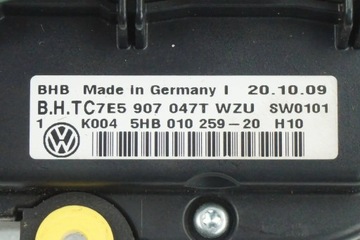 BHB Made in Germany I 20.10.09
B.H.TC7E5 907 047T WZU SW0101
1 K004 5HB 010 259-20 H10